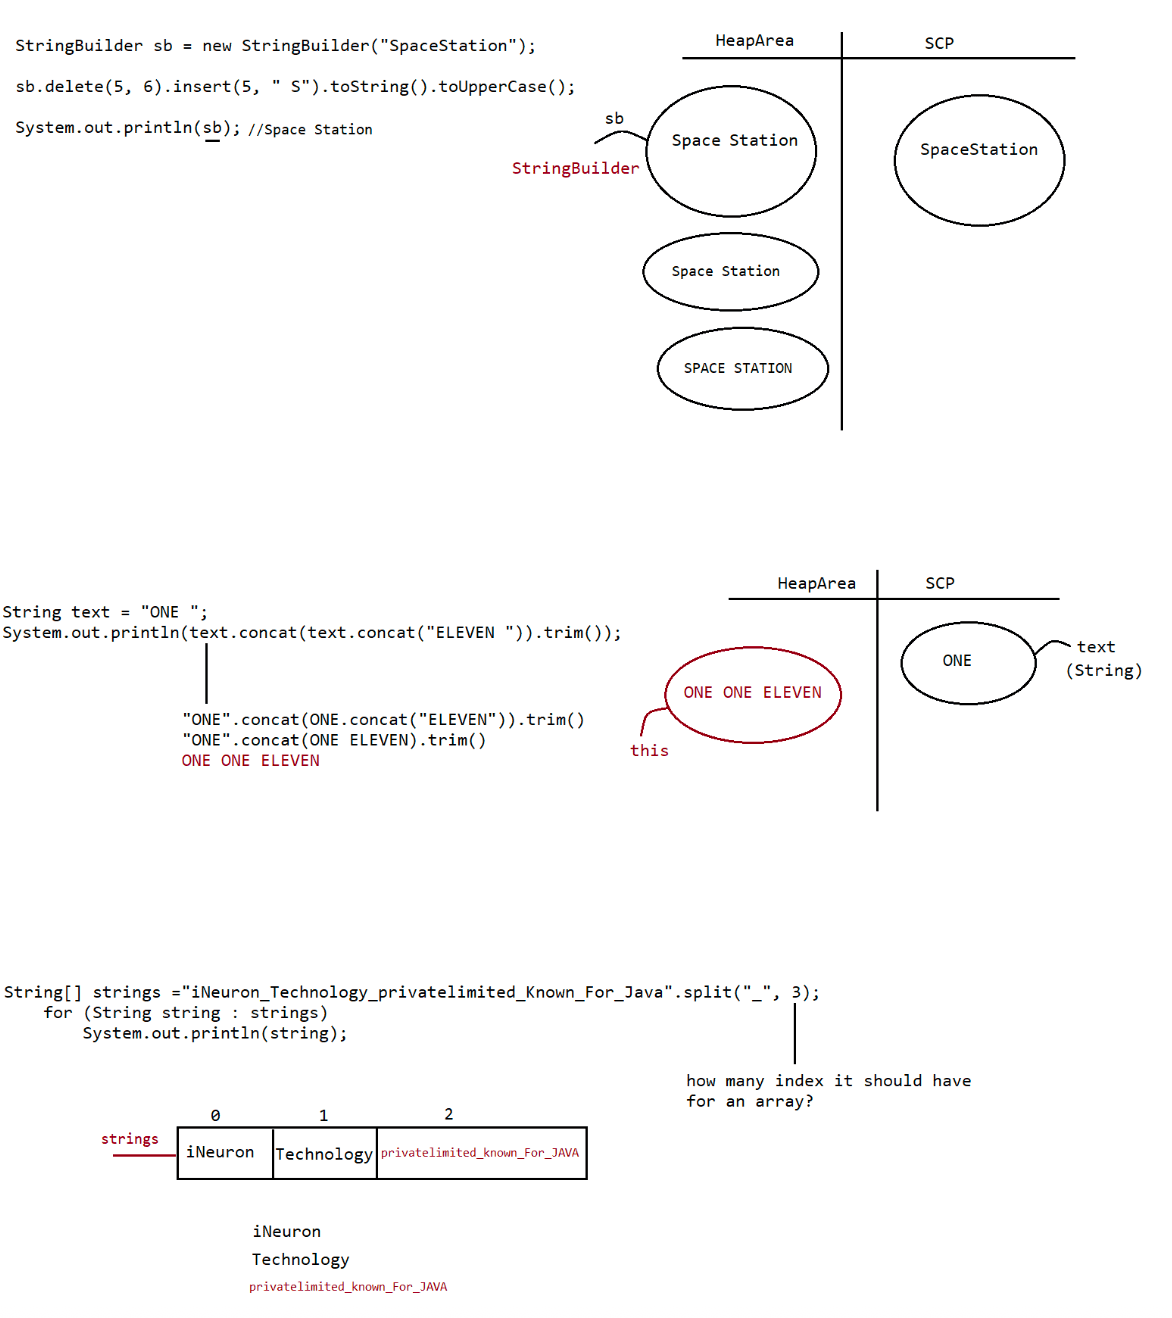 StringBuilder sb = new StringBuilder("SpaceStation");
sb.delete(5, 6).insert(5, " S").toString().toUpperCase();
System.out.println(sb); //Space Station
HeapArea
SCP
sb
StringBuilder
Space Station
SpaceStation
Space Station
SPACE STATION
String text = "ONE ";
System.out.println(text.concat(text.concat("ELEVEN ")).trim());
"ONE".concat(ONE.concat("ELEVEN")).trim()
"ONE".concat(ONE ELEVEN).trim()
ONE ONE ELEVEN
HeapArea
SCP
ONE ONE ELEVEN
this
ONE
text
(String)
String[] strings ="iNeuron_Technology_privatelimited_Known_For_Java".split("_", 3);
for (String string : strings)
System.out.println(string);
how many index it should have
for an array?
0 1 2
strings
iNeuron Technology privatelimited_known_For_JAVA
iNeuron
Technology
privatelimited_known_For_JAVA